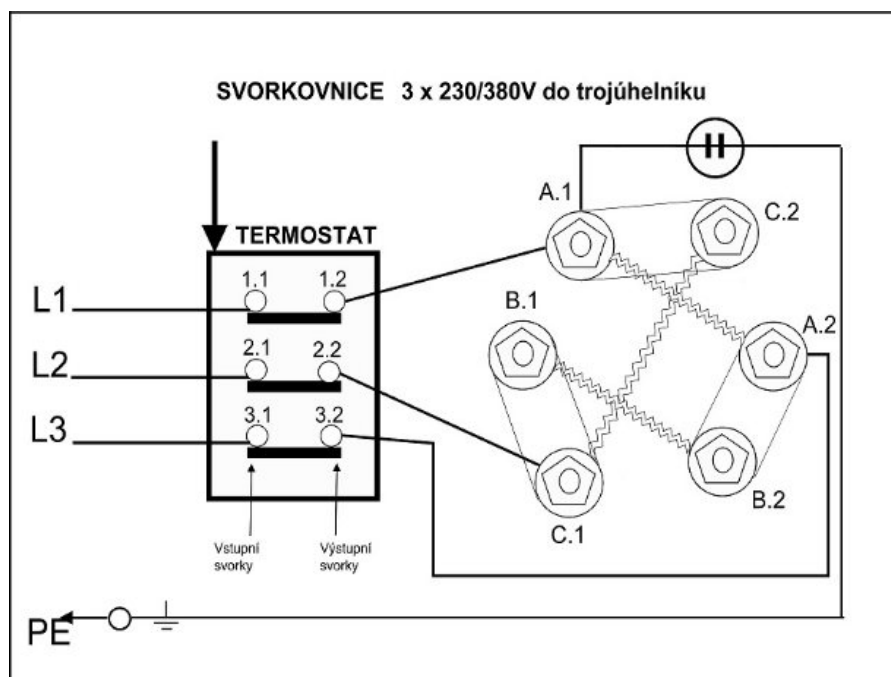 SVORKOVNICE 3 x 230/380V do trojúhelníku
A.1
C.2
TERMOSTAT
1.1 1.2
L1
B.1
A.2
2.1 2.2
L2
3.1 3.2
L3
C.1
B.2
Vstupní
svorky
Výstupní
svorky
PE